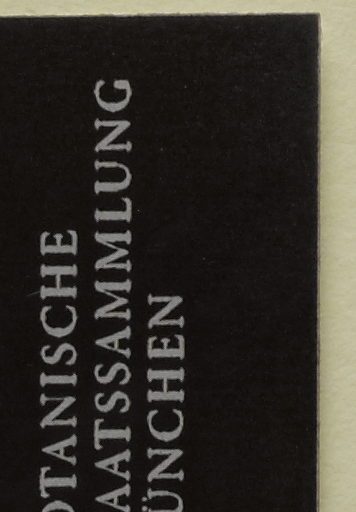 OTANISCHE
AATSSAMMLUNG
ÜNCHEN